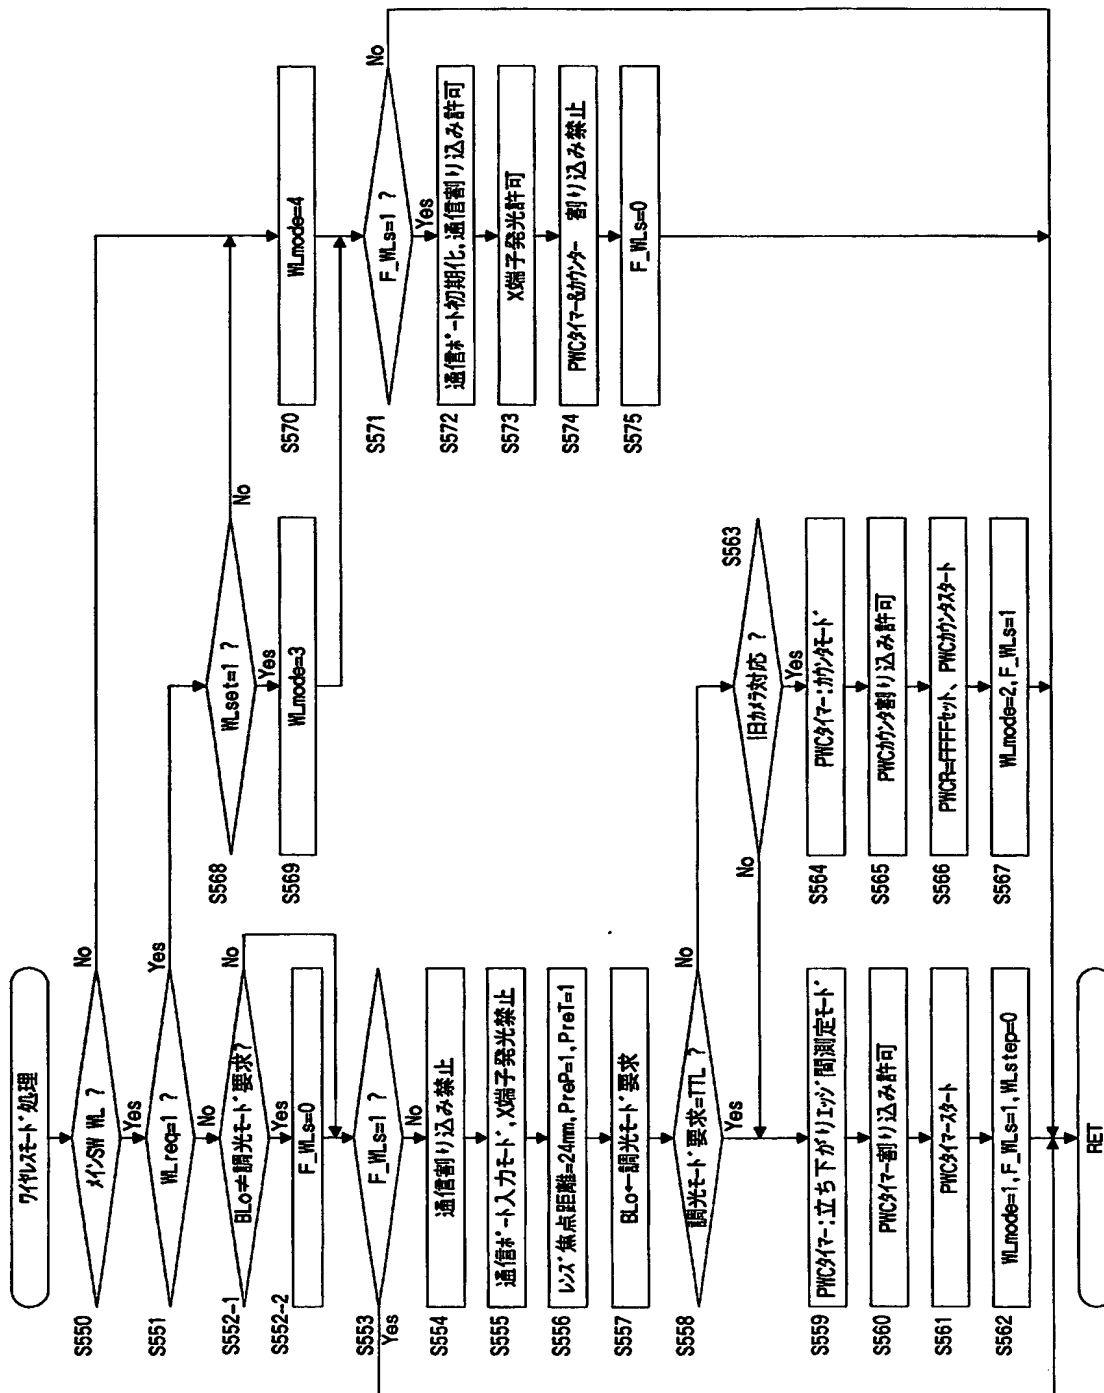 ワイヤレスモード処理
S550
メインSW WL ?
No
Yes
S551
WLreq=1 ?
Yes
No
S552-1
BLo≠調光モード要求?
No
Yes
S552-2
F_WLs=0
S553
F_WLs=1 ?
Yes
No
S554
通信割り込み禁止
S555
通信ポート入力モード,X端子発光禁止
S556
レンズ焦点距離=24mm,PreP=1,PreT=1
S557
BLo←調光モード要求
S558
調光モード要求=TTL ?
No
Yes
S559
PWCタイマー:立ち下がりエッジ間測定モード
S560
PWCタイマー割り込み許可
S561
PWCタイマースタート
S562
WLmode=1,F_WLs=1,WLstep=0
RET
S563
旧カメラ対応 ?
No
Yes
S564
PWCタイマー:カウンタモード
S565
PWCカウンタ割り込み許可
S566
PWCR=FFFFセット、PWCカウンタスタート
S567
WLmode=2,F_WLs=1
S568
WLset=1 ?
No
Yes
S569
WLmode=3
S570
WLmode=4
S571
F_WLs=1 ?
No
Yes
S572
通信ポート初期化,通信割り込み許可
S573
X端子発光許可
S574
PWCタイマー&カウンター 割り込み禁止
S575
F_WLs=0